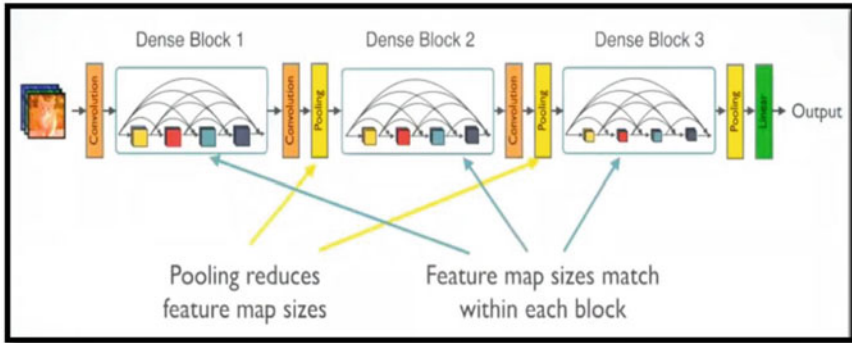 Dense Block 1
Dense Block 2
Dense Block 3
Convolution
Convolution
Pooling
Convolution
Pooling
Pooling
Linear
Output
Pooling reduces
feature map sizes
Feature map sizes match
within each block